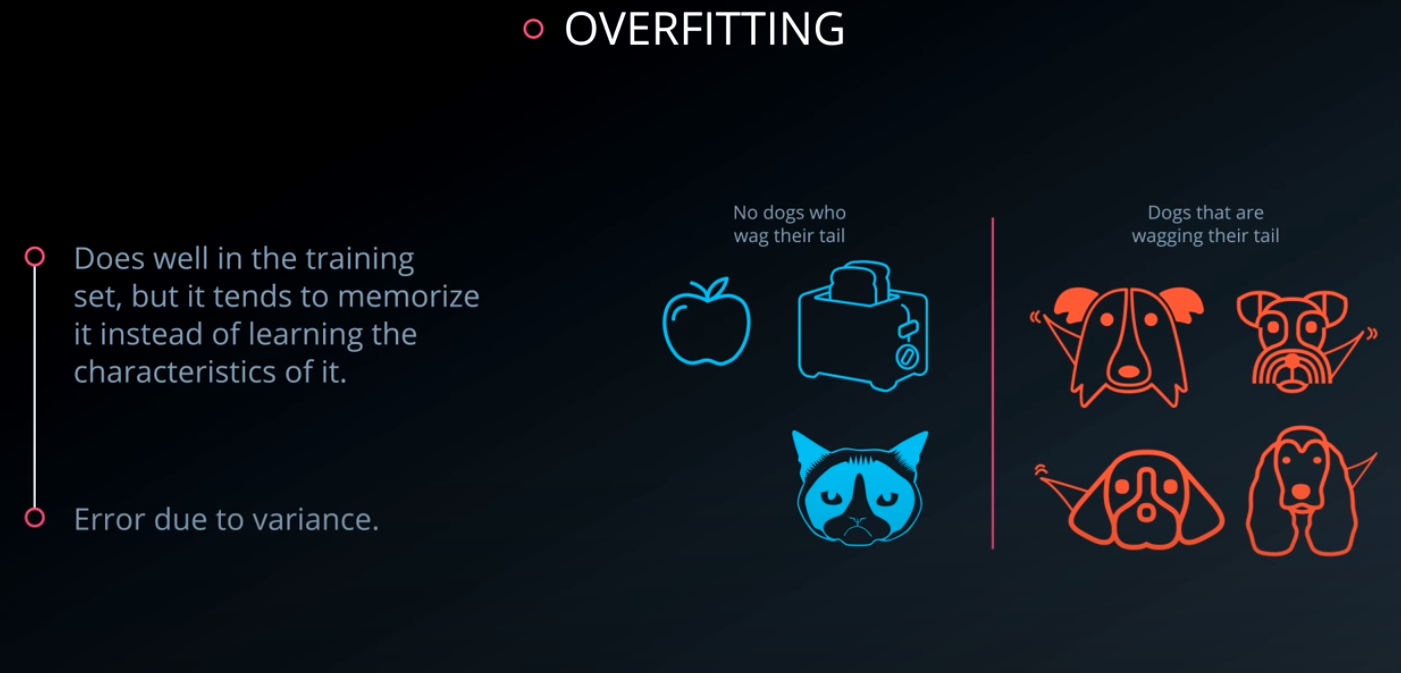 OVERFITTING
Does well in the training
set, but it tends to memorize
it instead of learning the
characteristics of it.
Error due to variance.
No dogs who
wag their tail
Dogs that are
wagging their tail